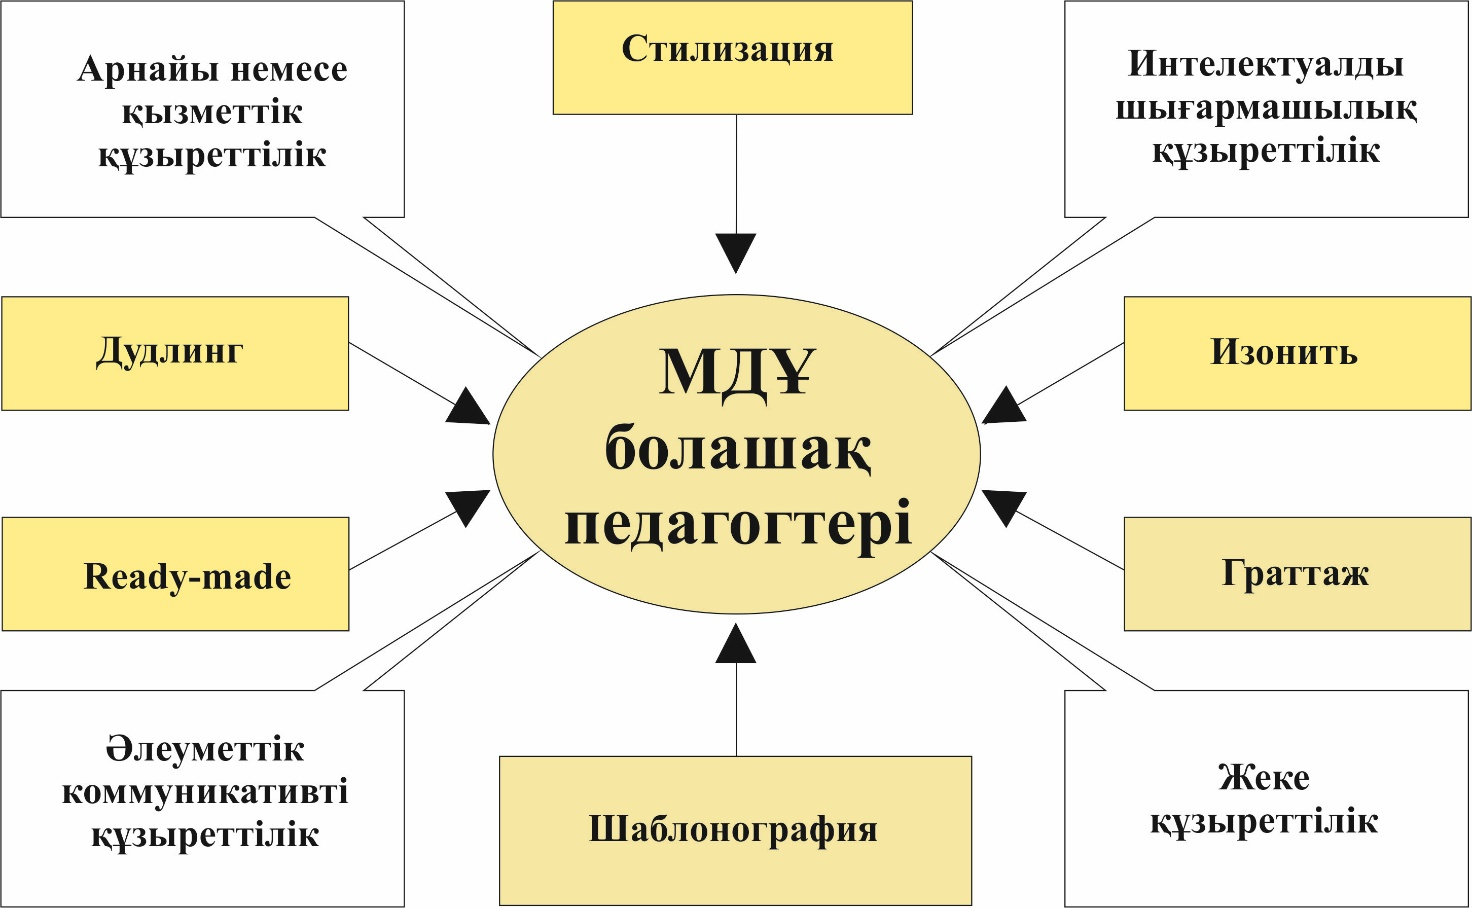 Арнайы немесе
қызметтік
құзыреттілік
Стилизация
Интелектуалды
шығармашылық
құзыреттілік
Дудлинг
Изонить
МДҰ
болашақ
педагогтері
Ready-made
Граттаж
Әлеуметтік
коммуникативті
құзыреттілік
Шаблонография
Жеке
құзыреттілік